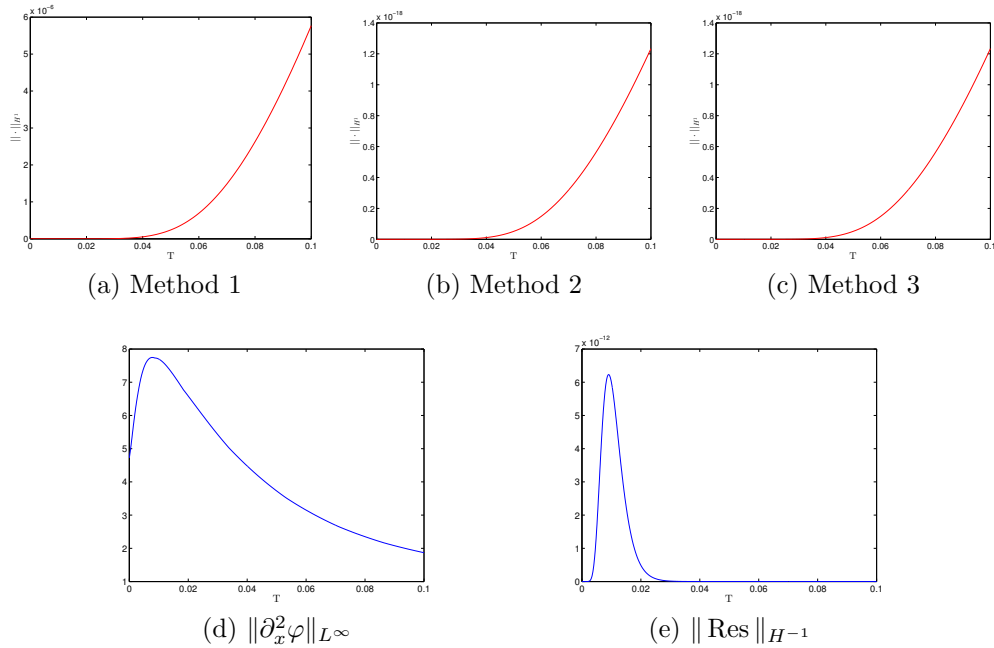 x 10⁻⁶
6
5
4
3
2
1
0
|| · ||_{H¹}
0 0.02 0.04 0.06 0.08 0.1
T
(a) Method 1
x 10⁻¹⁸
1.4
1.2
1
0.8
0.6
0.4
0.2
0
|| · ||_{H¹}
0 0.02 0.04 0.06 0.08 0.1
T
(b) Method 2
x 10⁻¹⁸
1.4
1.2
1
0.8
0.6
0.4
0.2
0
|| · ||_{H¹}
0 0.02 0.04 0.06 0.08 0.1
T
(c) Method 3
8
7
6
5
4
3
2
1
0 0.02 0.04 0.06 0.08 0.1
T
(d) ‖∂²ₓφ‖_{L^∞}
x 10⁻¹²
7
6
5
4
3
2
1
0
0 0.02 0.04 0.06 0.08 0.1
T
(e) ‖ Res ‖_{H⁻¹}